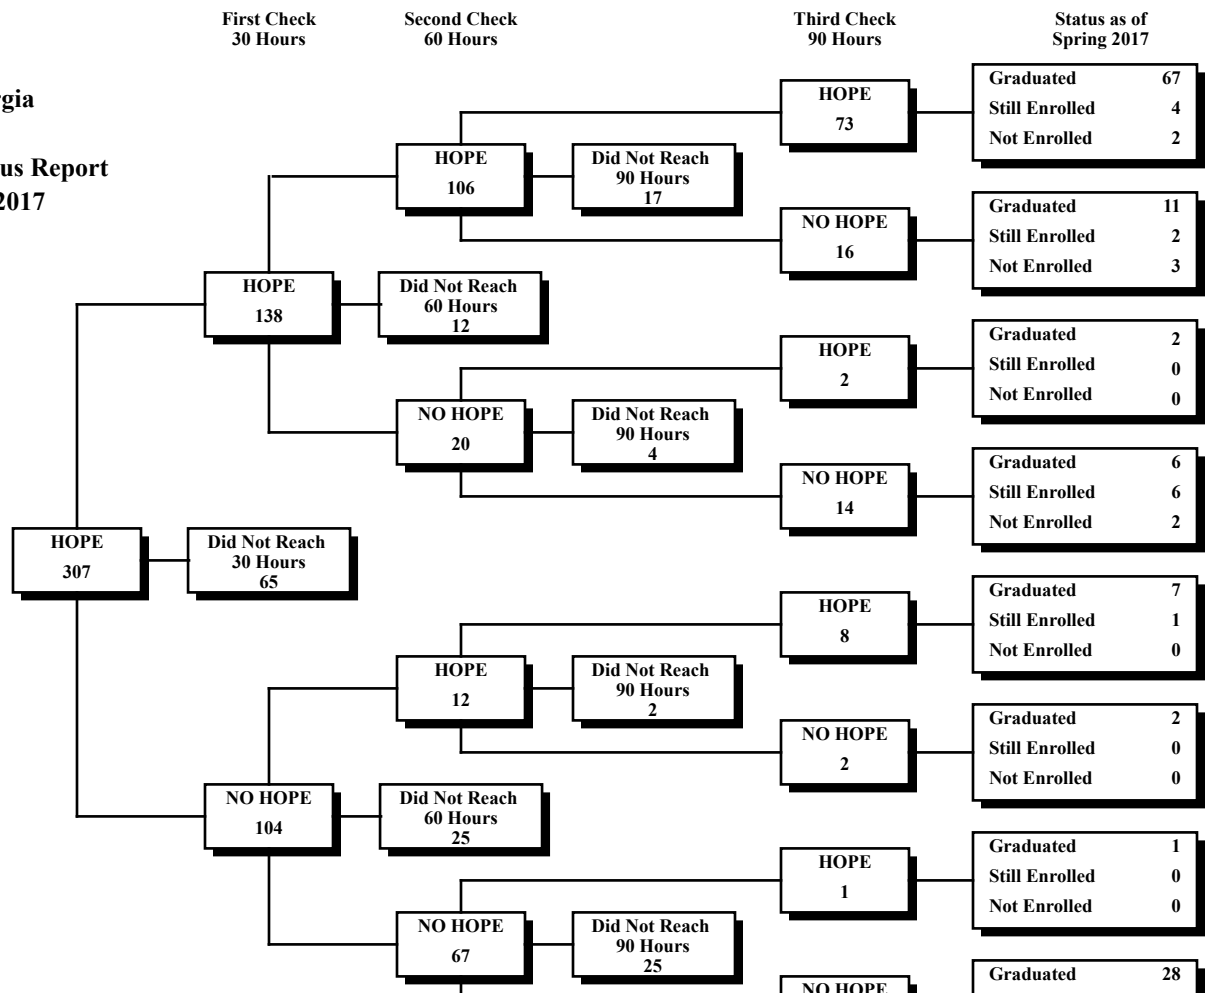 First Check
30 Hours
Second Check
60 Hours
Third Check
90 Hours
Status as of
Spring 2017
2017
HOPE
73
Graduated 67
Still Enrolled 4
Not Enrolled 2
HOPE
106
Did Not Reach
90 Hours
17
NO HOPE
16
Graduated 11
Still Enrolled 2
Not Enrolled 3
HOPE
138
Did Not Reach
60 Hours
12
HOPE
2
Graduated 2
Still Enrolled 0
Not Enrolled 0
NO HOPE
20
Did Not Reach
90 Hours
4
NO HOPE
14
Graduated 6
Still Enrolled 6
Not Enrolled 2
HOPE
307
Did Not Reach
30 Hours
65
HOPE
8
Graduated 7
Still Enrolled 1
Not Enrolled 0
HOPE
12
Did Not Reach
90 Hours
2
NO HOPE
2
Graduated 2
Still Enrolled 0
Not Enrolled 0
NO HOPE
104
Did Not Reach
60 Hours
25
HOPE
1
Graduated 1
Still Enrolled 0
Not Enrolled 0
NO HOPE
67
Did Not Reach
90 Hours
25
NO HOPE
Graduated 28
rgia
us Report